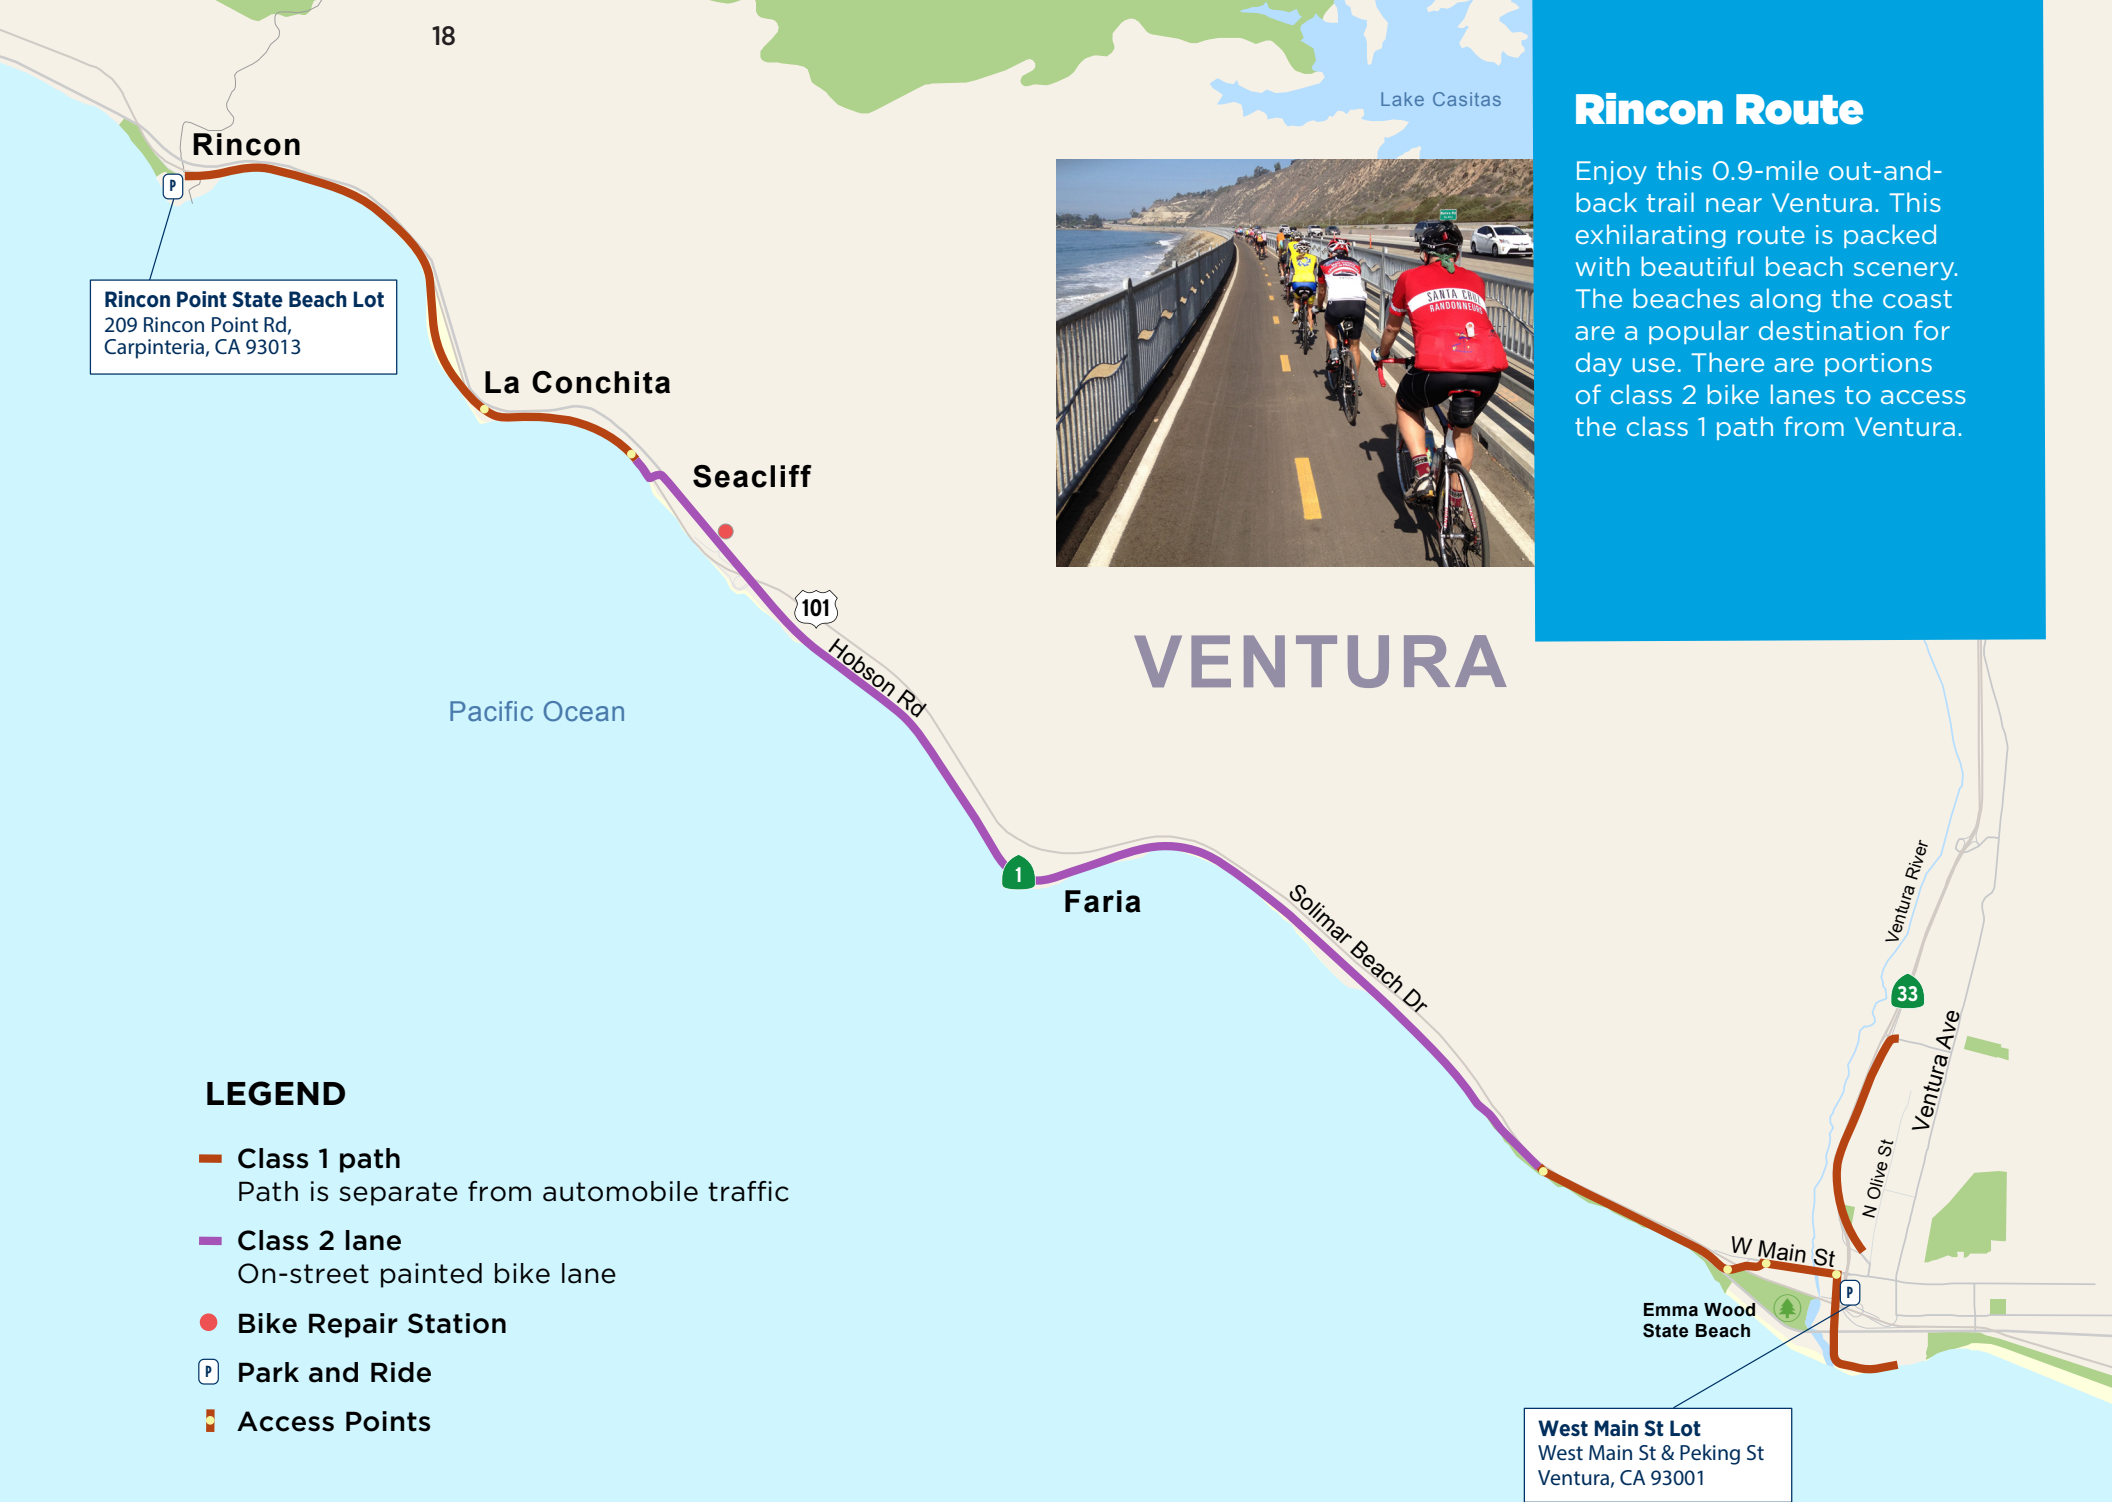 18
Lake Casitas
Rincon Route
Enjoy this 0.9-mile out-and-
back trail near Ventura. This
exhilarating route is packed
with beautiful beach scenery.
The beaches along the coast
are a popular destination for
day use. There are portions
of class 2 bike lanes to access
the class 1 path from Ventura.
Rincon
P
Rincon Point State Beach Lot
209 Rincon Point Rd,
Carpinteria, CA 93013
SANTA CRUZ
RANDONNEURS
La Conchita
Seacliff
101
Hobson Rd
VENTURA
Pacific Ocean
1
Faria
Solimar Beach Dr
Ventura River
33
Ventura Ave
N Olive St
W Main St
P
Emma Wood
State Beach
West Main St Lot
West Main St & Peking St
Ventura, CA 93001
LEGEND
Class 1 path
Path is separate from automobile traffic
Class 2 lane
On-street painted bike lane
Bike Repair Station
P Park and Ride
Access Points